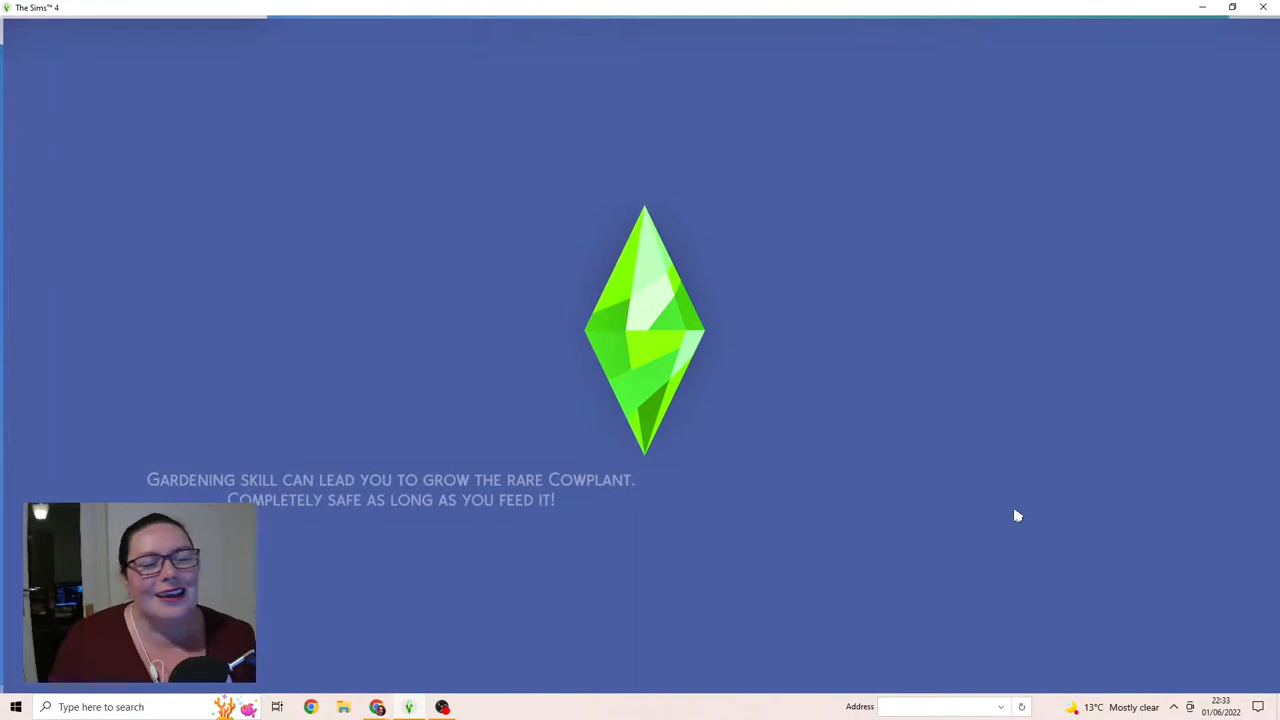 The Sims™ 4
Gardening skill can lead you to grow the rare Cowplant.
Completely safe as long as you feed it!
Type here to search
Address
13°C Mostly clear
22:33
01/06/2022